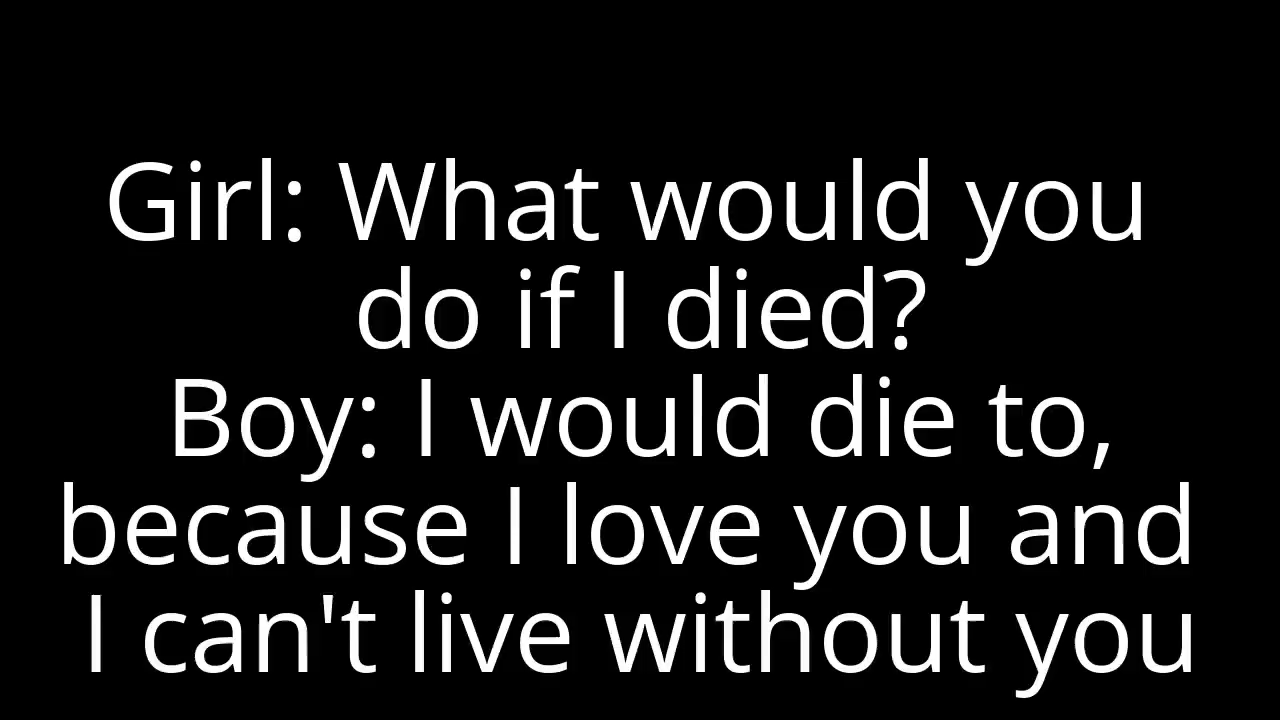 Girl: What would you
do if I died?
Boy: I would die to,
because I love you and
I can't live without you